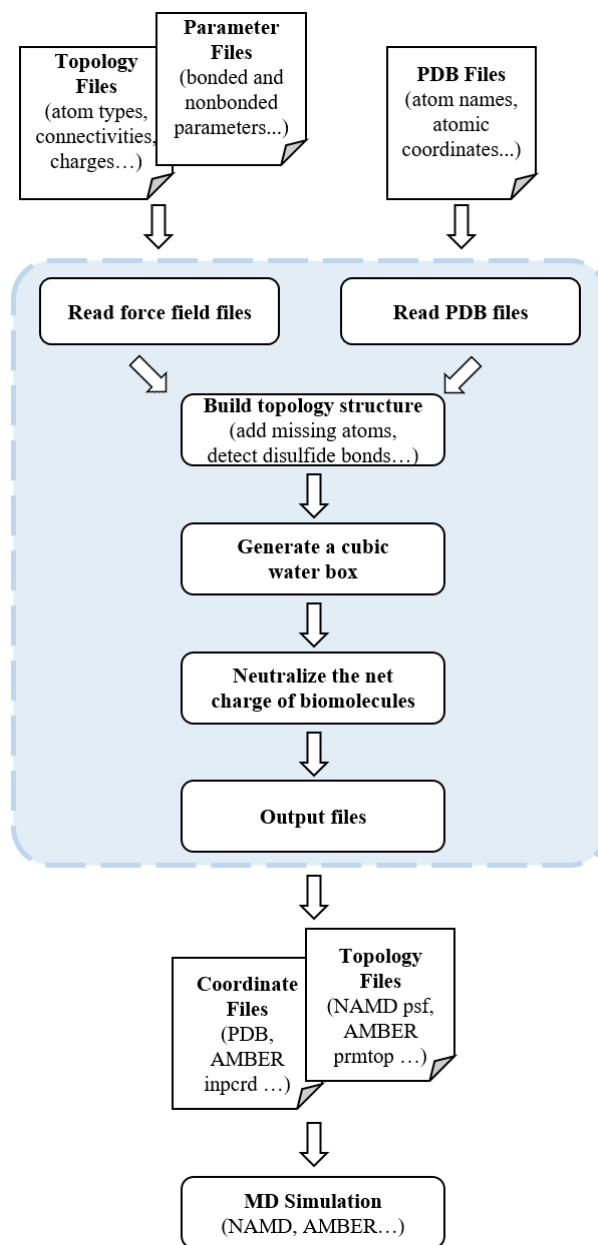 Topology
Files
(atom types,
connectivities,
charges…)
Parameter
Files
(bonded and
nonbonded
parameters...)
PDB Files
(atom names,
atomic
coordinates...)
Read force field files
Read PDB files
Build topology structure
(add missing atoms,
detect disulfide bonds…)
Generate a cubic
water box
Neutralize the net
charge of biomolecules
Output files
Coordinate
Files
(PDB,
AMBER
inpcrd …)
Topology
Files
(NAMD psf,
AMBER
prmtop …)
MD Simulation
(NAMD, AMBER…)